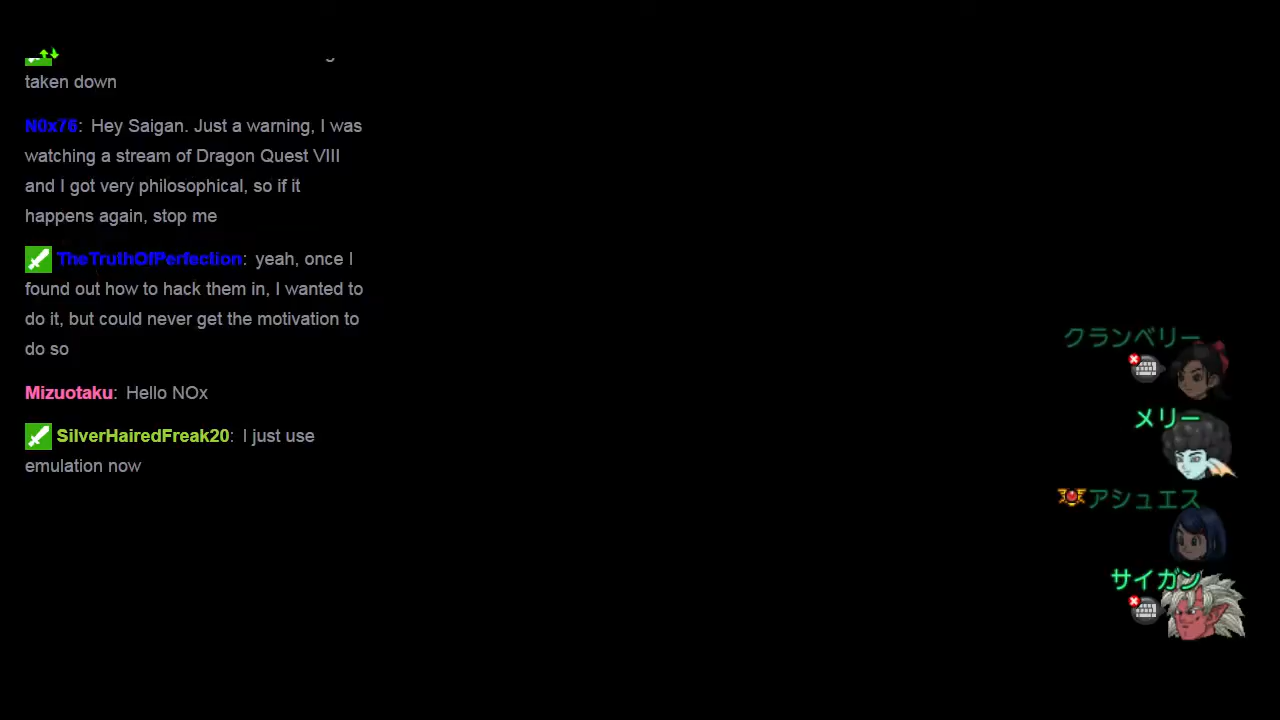 taken down
N0x76: Hey Saigan. Just a warning, I was
watching a stream of Dragon Quest VIII
and I got very philosophical, so if it
happens again, stop me
TheTruthOfPerfection: yeah, once I
found out how to hack them in, I wanted to
do it, but could never get the motivation to
do so
Mizuotaku: Hello NOx
SilverHairedFreak20: I just use
emulation now
クランベリー
メリー
アシュエス
サイガン